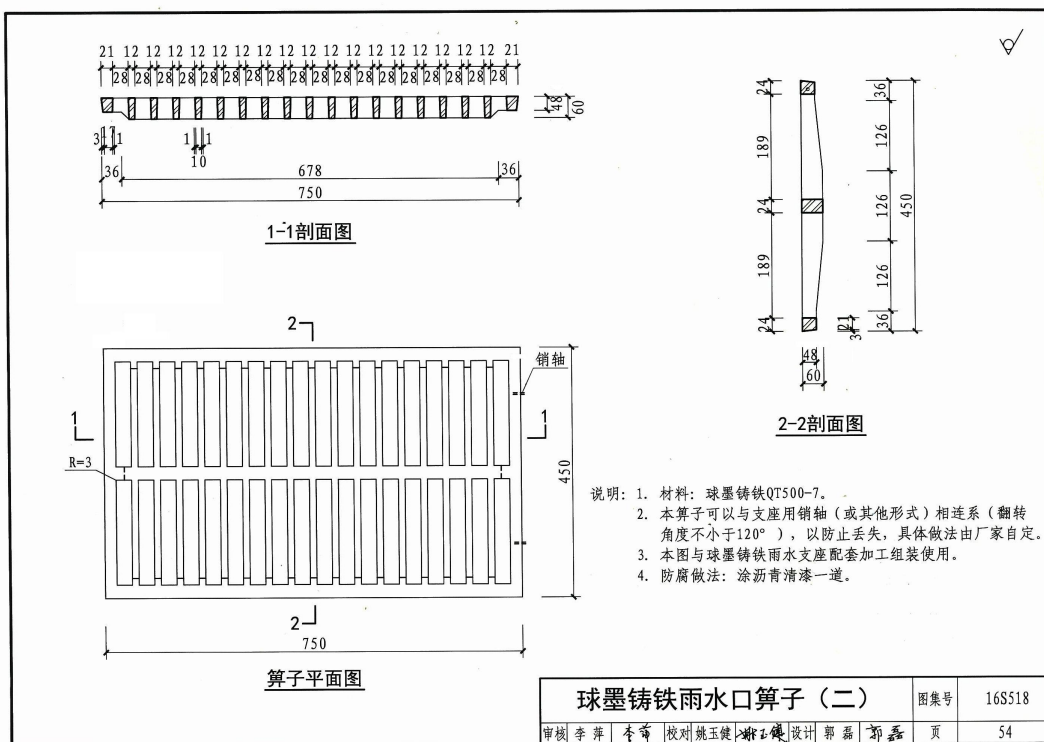 21 12 12 12 12 12 12 12 12 12 12 12 12 12 12 12 12 12 21
28 28 28 28 28 28 28 28 28 28 28 28 28 28 28 28 28 28
48
60
3 7 1
1 1
10
36 678 36
750
1-1剖面图
24
189
24
189
24
36
126
126
126
36
450
21
3
48
60
2-2剖面图
2
销轴
1 1
R=3
450
2
750
箅子平面图
说明: 1. 材料: 球墨铸铁QT500-7。
2. 本箅子可以与支座用销轴(或其他形式)相连系(翻转
角度不小于120°),以防止丢失,具体做法由厂家自定。
3. 本图与球墨铸铁雨水支座配套加工组装使用。
4. 防腐做法: 涂沥青清漆一道。
球墨铸铁雨水口箅子(二) 图集号 16S518
审核 李萍 校对 姚玉健 设计 郭磊 郭磊 页 54